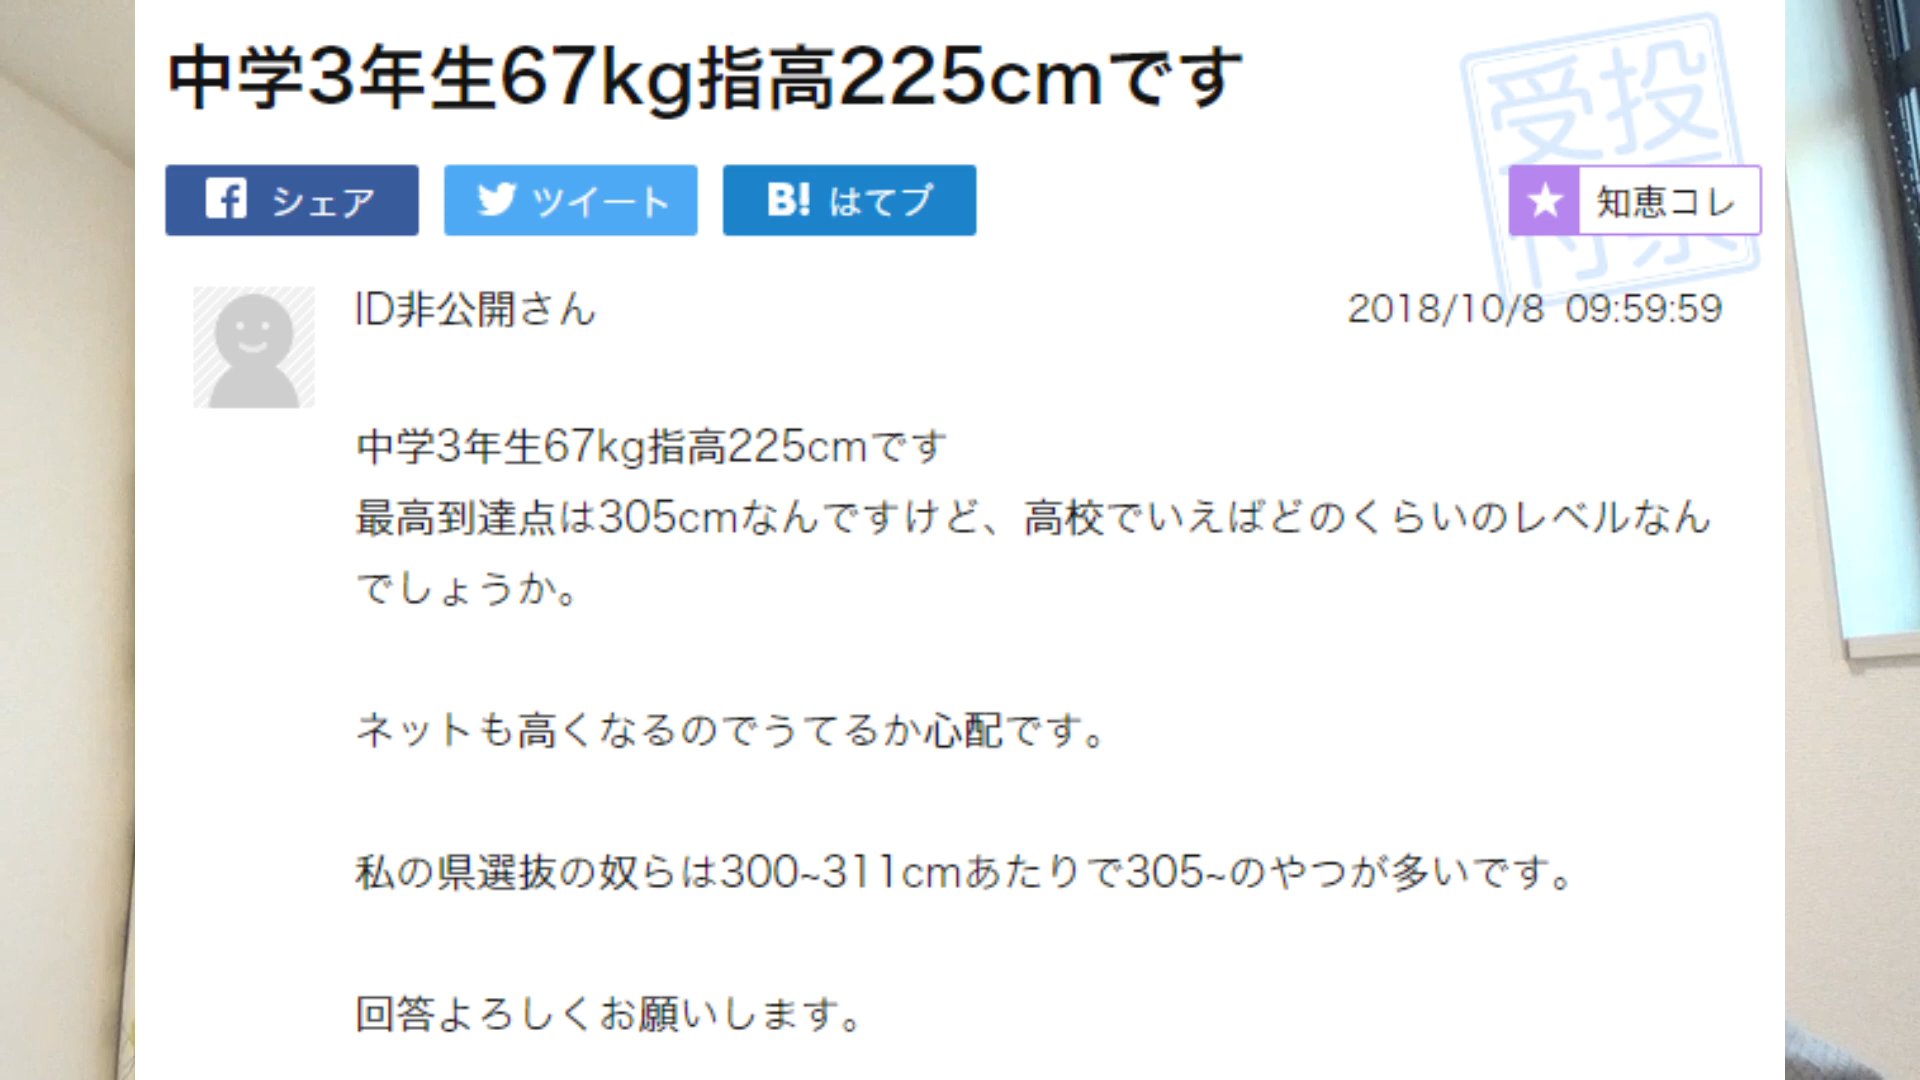 中学3年生67kg指高225cmです
受投
付票
シェア
ツイート
B! はてブ
知恵コレ
ID非公開さん
2018/10/8 09:59:59
中学3年生67kg指高225cmです
最高到達点は305cmなんですけど、高校でいえばどのくらいのレベルなん
でしょうか。
ネットも高くなるのでうてるか心配です。
私の県選抜の奴らは300~311cmあたりで305~のやつが多いです。
回答よろしくお願いします。